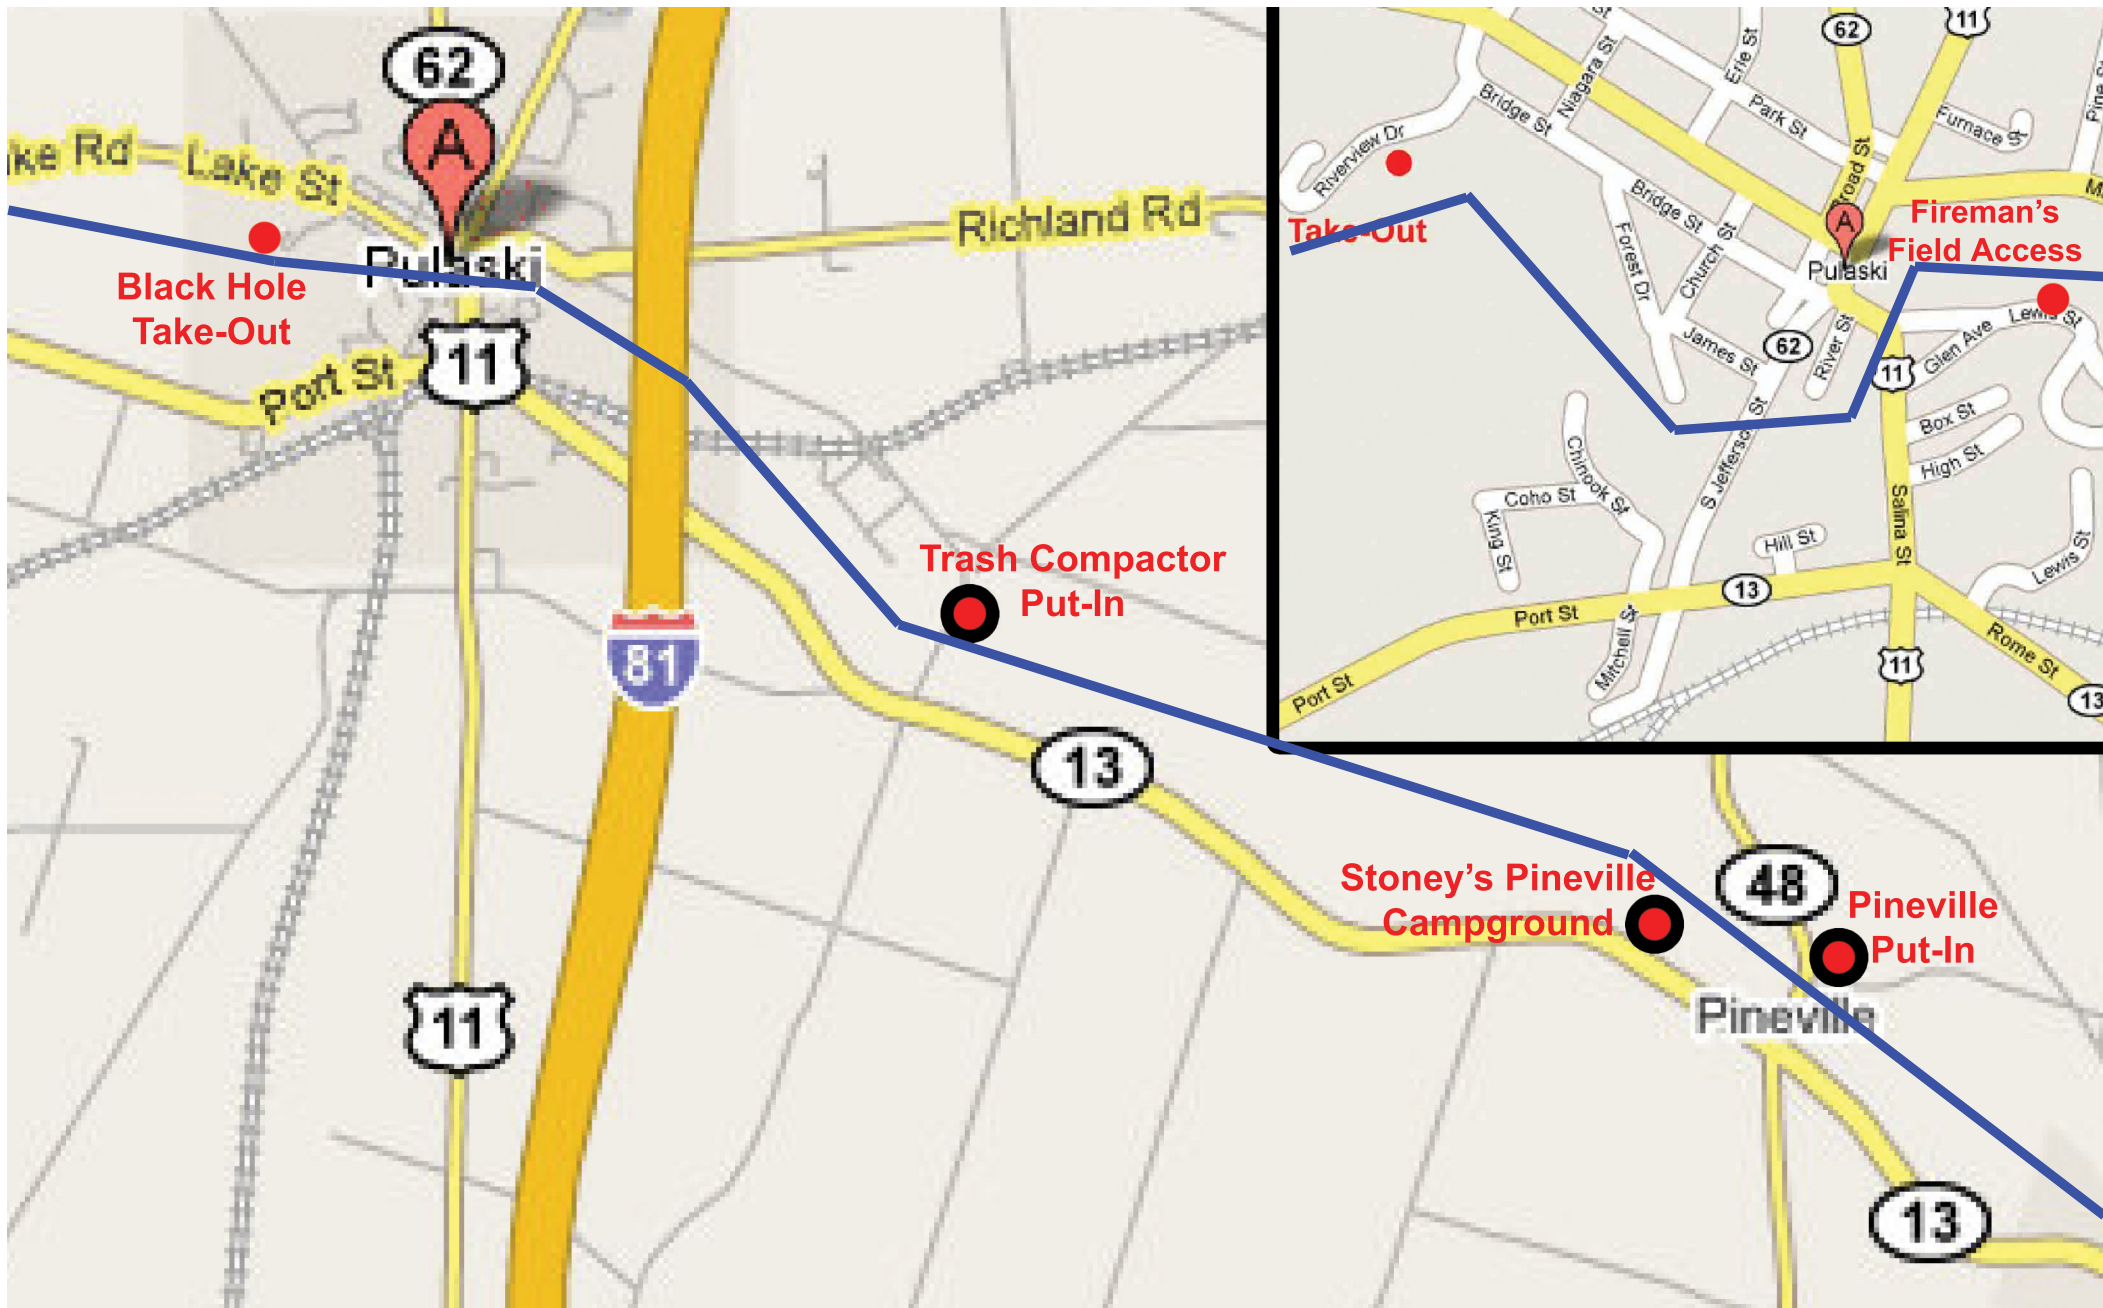 62
A
ake Rd
Lake St
Pulaski
Richland Rd
Black Hole
Take-Out
11
Port St
Trash Compactor
Put-In
81
13
Stoney's Pineville
Campground
48
Pineville
Put-In
Pineville
11
13
62
11
Niagara St
Erie St
Bridge St
Park St
Furnace St
Riverview Dr
Broad St
Bridge St
A
Fireman's
Field Access
Take-Out
Forest Dr
Church St
Pulaski
Lewis St
Glen Ave
62
River St
James St
11
Box St
High St
S Jefferson St
Chinook St
Coho St
King St
Salina St
Hill St
Lewis St
13
Port St
Mitchell St
Rome St
11
Port St
13